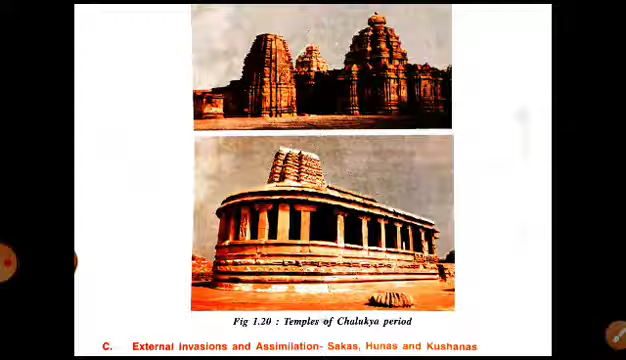 Fig 1.20 : Temples of Chalukya period
C. External Invasions and Assimilation- Sakas, Hunas and Kushanas